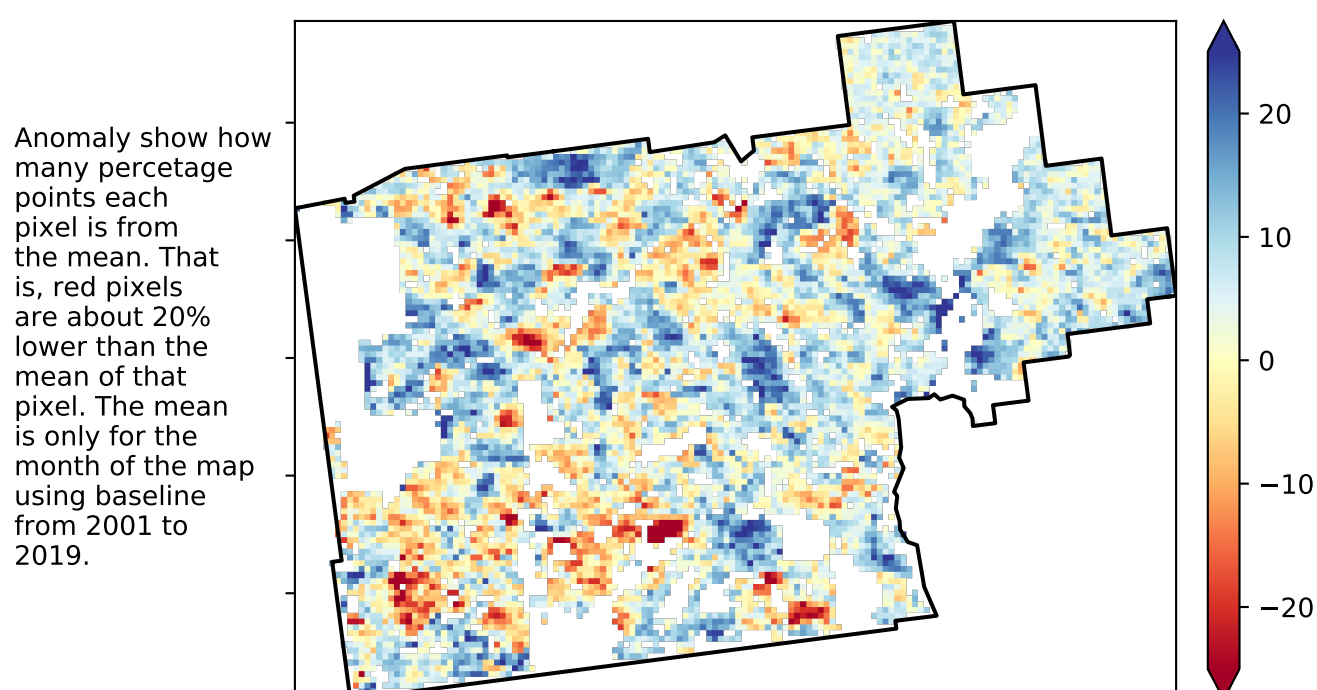 Anomaly show how
many percetage
points each
pixel is from
the mean. That
is, red pixels
are about 20%
lower than the
mean of that
pixel. The mean
is only for the
month of the map
using baseline
from 2001 to
2019.
20
10
0
−10
−20